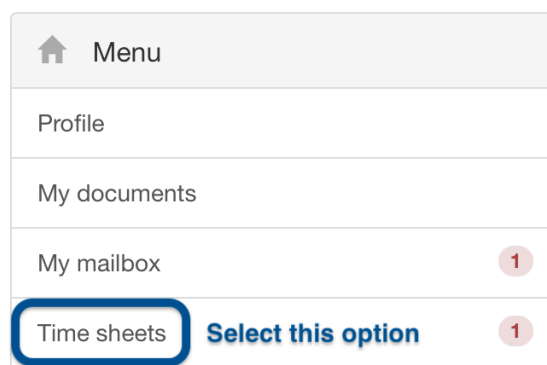 Menu
Profile
My documents
My mailbox 1
Time sheets Select this option 1